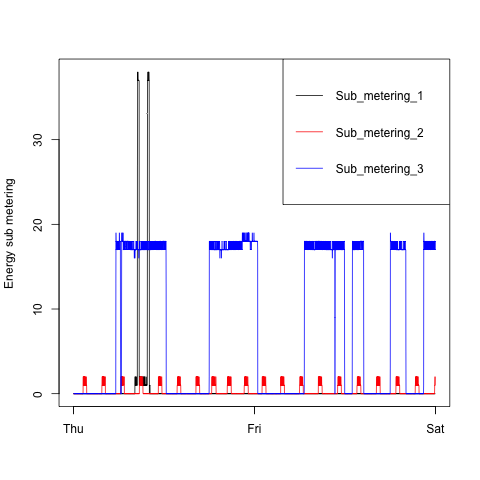 Sub_metering_1
Sub_metering_2
Sub_metering_3
Energy sub metering
30
20
10
0
Thu Fri Sat